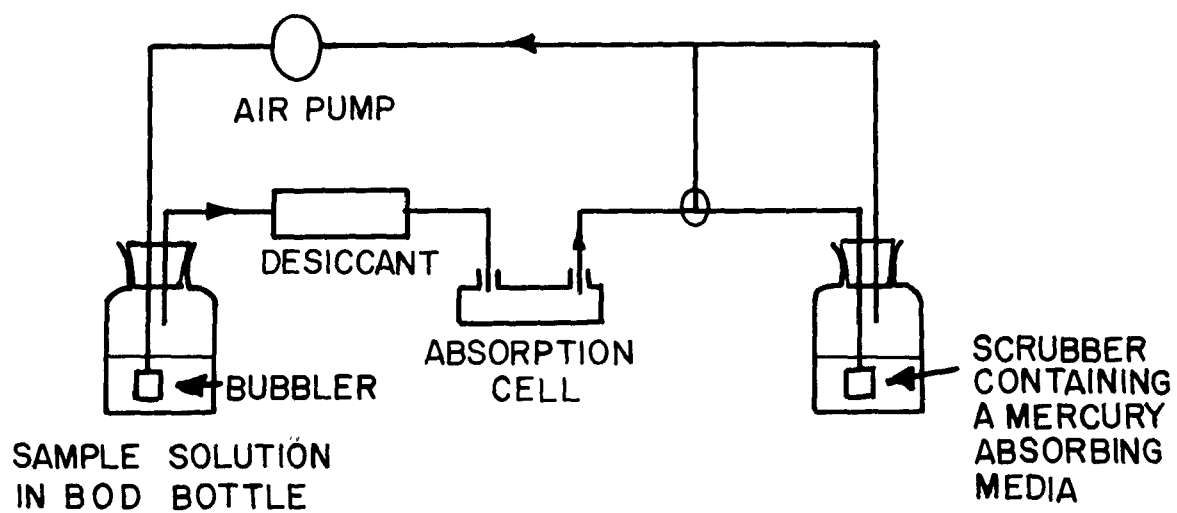 AIR PUMP
DESICCANT
ABSORPTION
CELL
BUBBLER
SAMPLE SOLUTION
IN BOD BOTTLE
SCRUBBER
CONTAINING
A MERCURY
ABSORBING
MEDIA